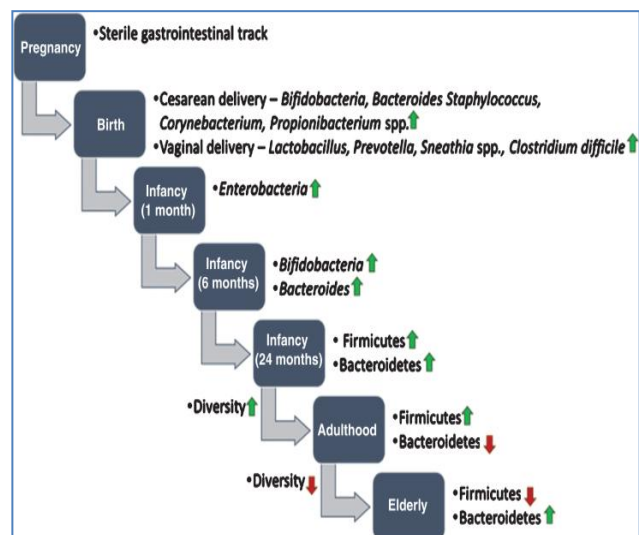 Pregnancy
•Sterile gastrointestinal track
Birth
•Cesarean delivery – Bifidobacteria, Bacteroides Staphylococcus,
Corynebacterium, Propionibacterium spp.
•Vaginal delivery – Lactobacillus, Prevotella, Sneathia spp., Clostridium difficile
Infancy
(1 month)
•Enterobacteria
Infancy
(6 months)
•Bifidobacteria
•Bacteroides
Infancy
(24 months)
• Firmicutes
•Bacteroidetes
•Diversity
Adulthood
•Firmicutes
•Bacteroidetes
•Diversity
Elderly
•Firmicutes
•Bacteroidetes